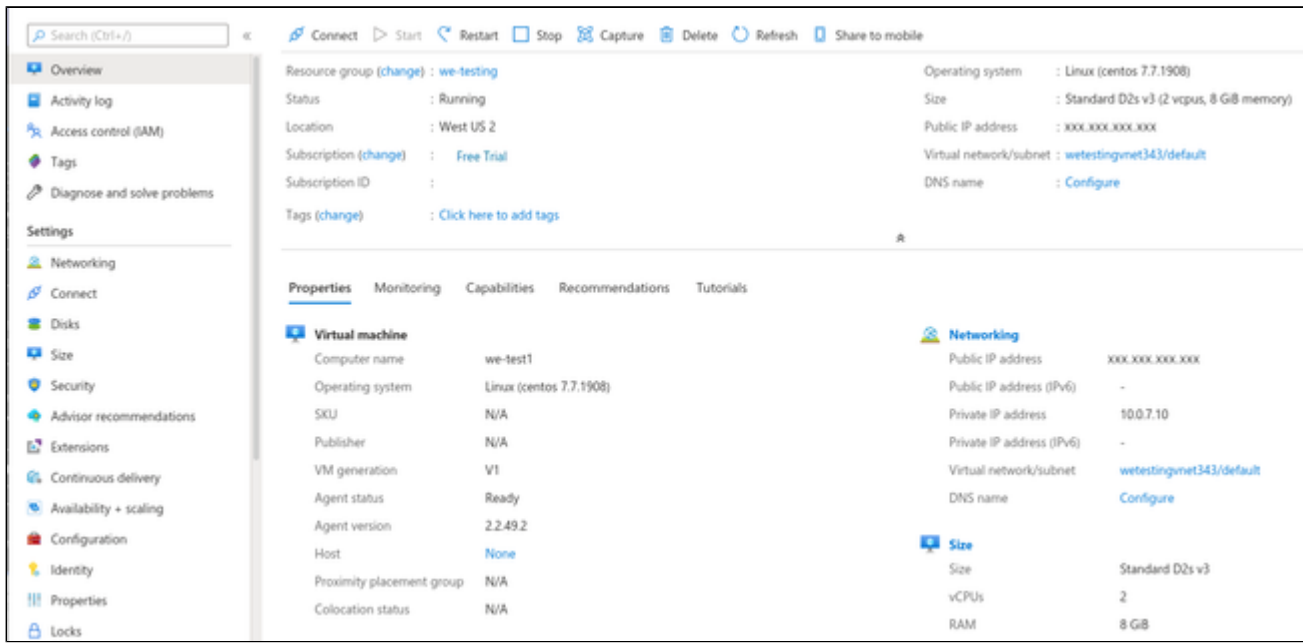 Search (Ctrl+/) «
Connect Start Restart Stop Capture Delete Refresh Share to mobile
Overview
Activity log
Access control (IAM)
Tags
Diagnose and solve problems
Settings
Networking
Connect
Disks
Size
Security
Advisor recommendations
Extensions
Continuous delivery
Availability + scaling
Configuration
Identity
Properties
Locks
Resource group (change) : we-testing
Status : Running
Location : West US 2
Subscription (change) : Free Trial
Subscription ID :
Tags (change) : Click here to add tags
Operating system : Linux (centos 7.7.1908)
Size : Standard D2s v3 (2 vcpus, 8 GiB memory)
Public IP address : xxx.xxx.xxx.xxx
Virtual network/subnet : wetestingvnet343/default
DNS name : Configure
Properties Monitoring Capabilities Recommendations Tutorials
Virtual machine
Computer name we-test1
Operating system Linux (centos 7.7.1908)
SKU N/A
Publisher N/A
VM generation V1
Agent status Ready
Agent version 2.2.49.2
Host None
Proximity placement group N/A
Colocation status N/A
Networking
Public IP address xxx.xxx.xxx.xxx
Public IP address (IPv6) -
Private IP address 10.0.7.10
Private IP address (IPv6) -
Virtual network/subnet wetestingvnet343/default
DNS name Configure
Size
Size Standard D2s v3
vCPUs 2
RAM 8 GiB